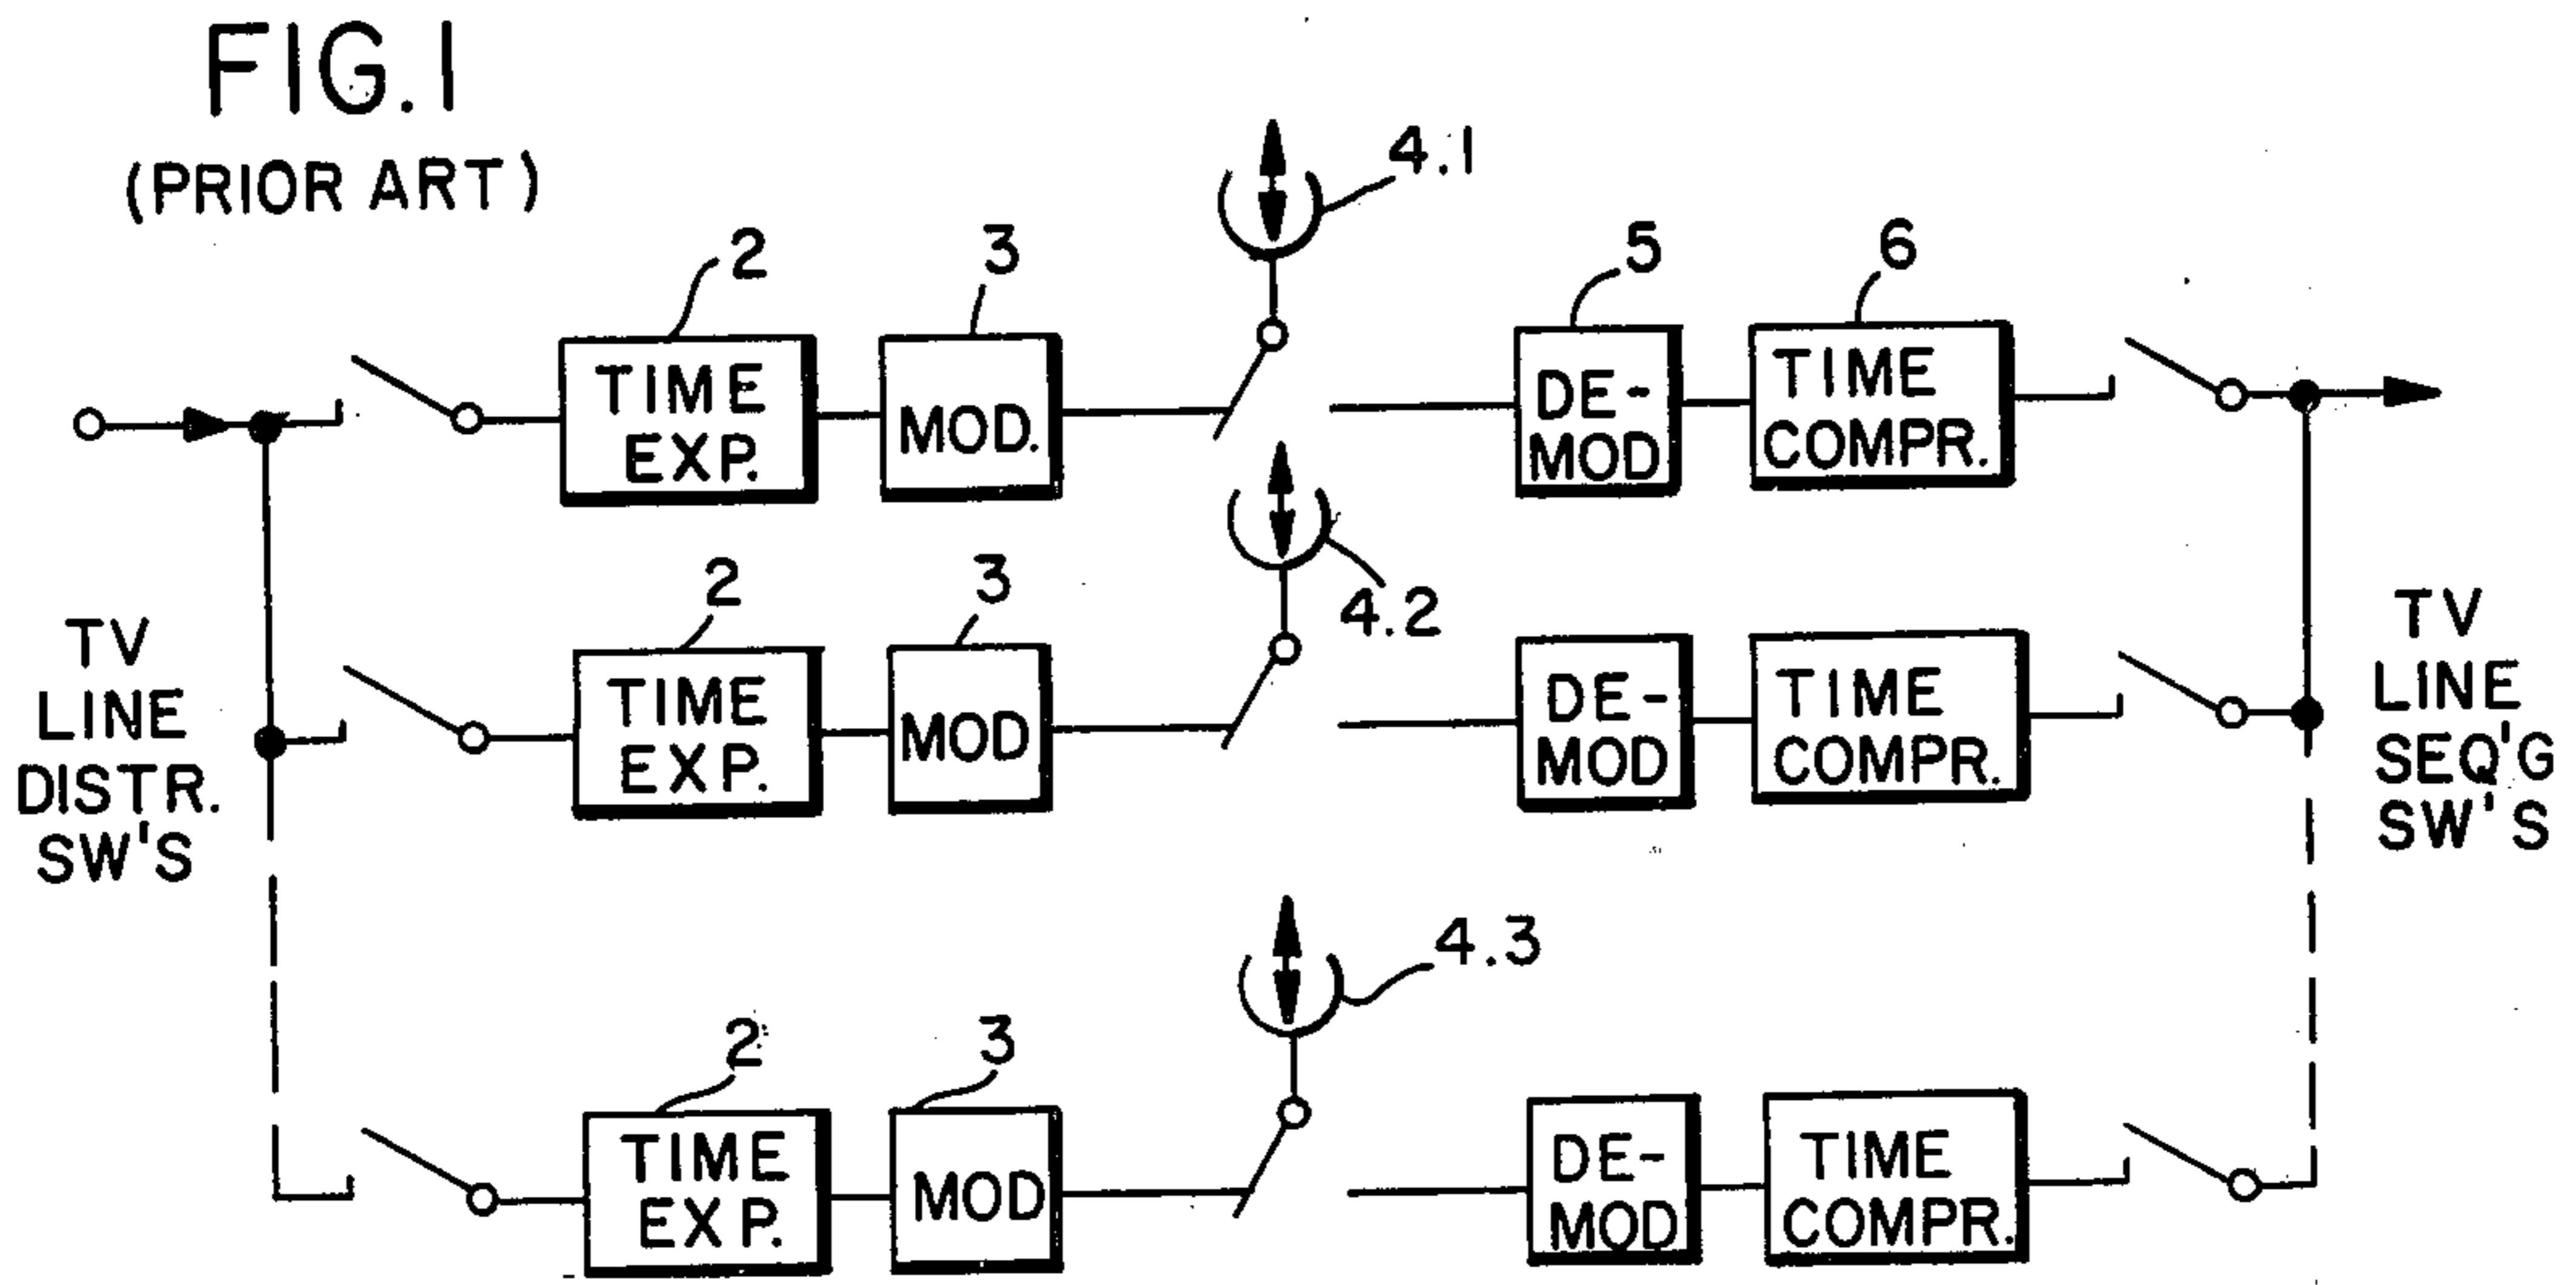 FIG. 1
(PRIOR ART)
4.1
2
3
5
6
TIME
EXP.
MOD.
DE-
MOD
TIME
COMPR.
4.2
2
3
TV
LINE
DISTR.
SW'S
TIME
EXP.
MOD
DE-
MOD
TIME
COMPR.
TV
LINE
SEQ'G
SW'S
4.3
2
3
TIME
EXP.
MOD
DE-
MOD
TIME
COMPR.